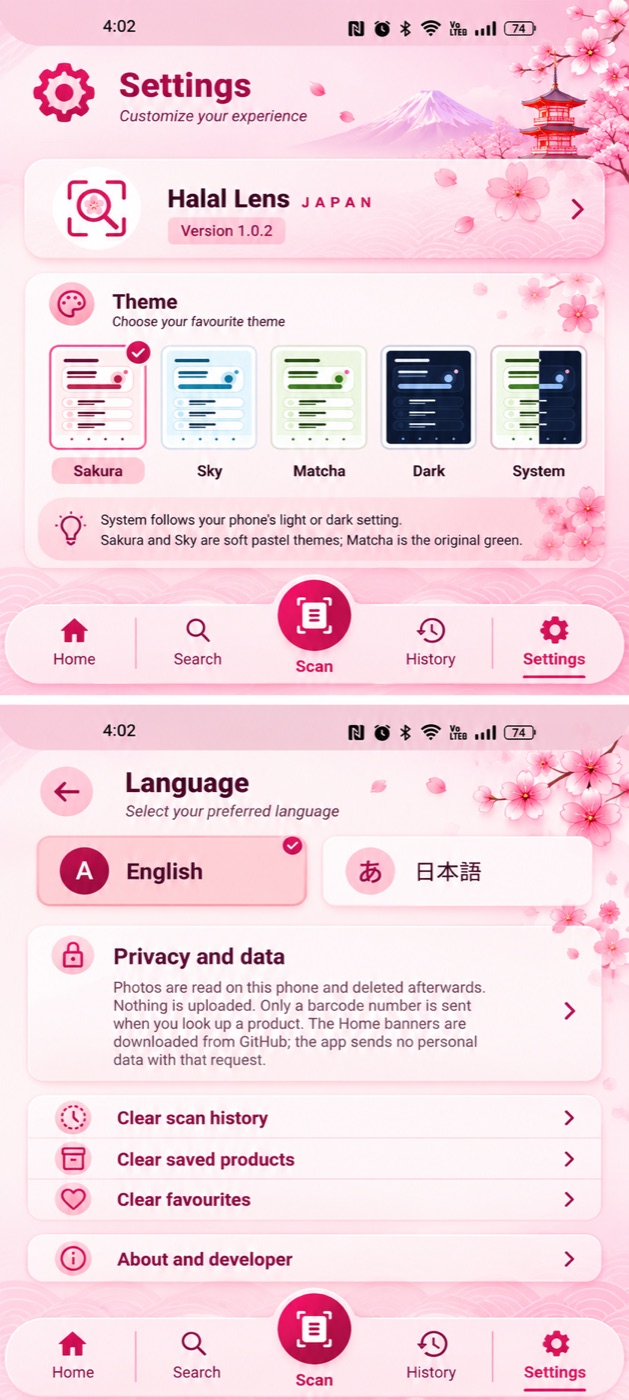 4:02
Vo
LTEB
74
Settings
Customize your experience
Halal Lens JAPAN
Version 1.0.2
Theme
Choose your favourite theme
Sakura
Sky
Matcha
Dark
System
System follows your phone's light or dark setting.
Sakura and Sky are soft pastel themes; Matcha is the original green.
Home
Search
Scan
History
Settings
4:02
Vo
LTEB
74
Language
Select your preferred language
A English
あ 日本語
Privacy and data
Photos are read on this phone and deleted afterwards.
Nothing is uploaded. Only a barcode number is sent
when you look up a product. The Home banners are
downloaded from GitHub; the app sends no personal
data with that request.
Clear scan history
Clear saved products
Clear favourites
About and developer
Home
Search
Scan
History
Settings